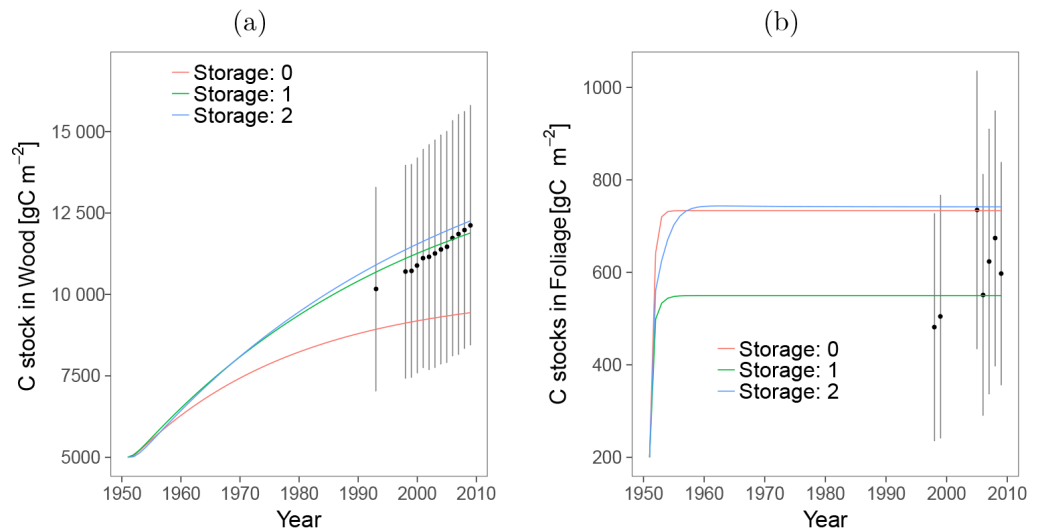 (a)
C stock in Wood [gC m−2]
15 000
12 500
10 000
7500
5000
Storage: 0
Storage: 1
Storage: 2
1950 1960 1970 1980 1990 2000 2010
Year
(b)
C stocks in Foliage [gC m−2]
1000
800
600
400
200
Storage: 0
Storage: 1
Storage: 2
1950 1960 1970 1980 1990 2000 2010
Year